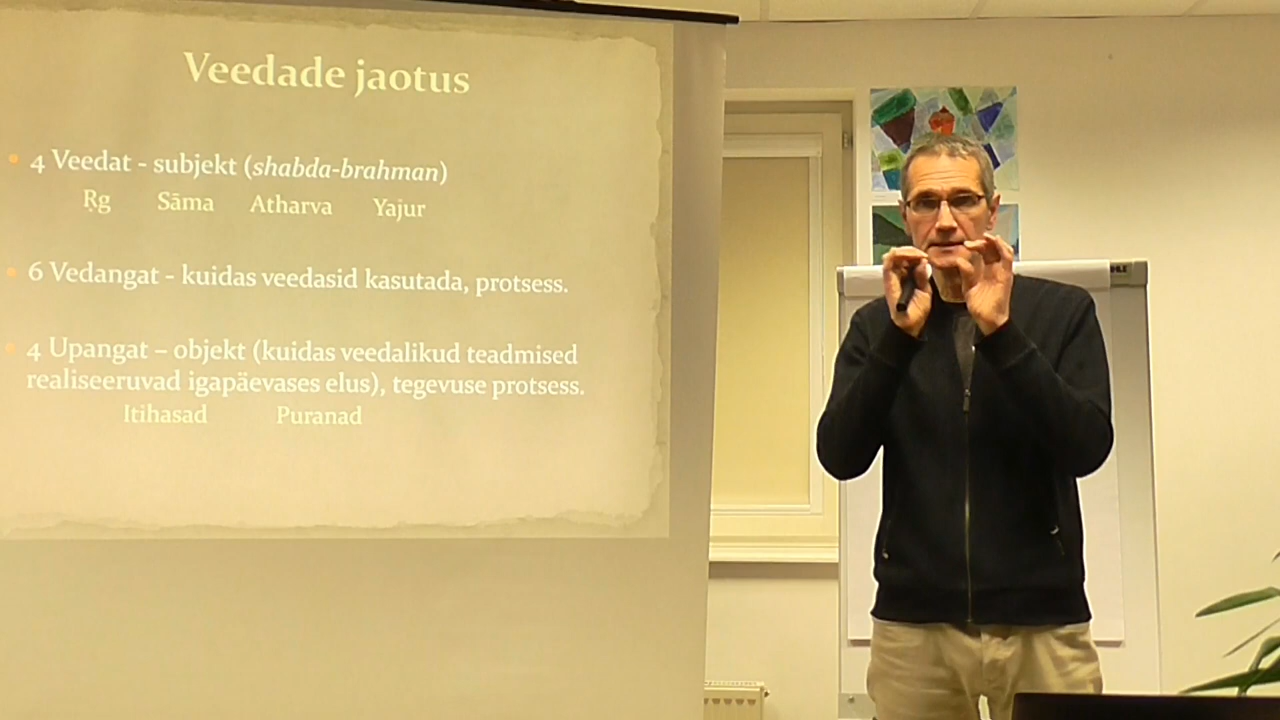 Veedade jaotus
4 Veedat - subjekt (shabda-brahman)
Ṛg Sāma Atharva Yajur
6 Vedangat - kuidas veedasid kasutada, protsess.
4 Upangat – objekt (kuidas veedalikud teadmised
realiseeruvad igapäevases elus), tegevuse protsess.
Itihasad Puranad